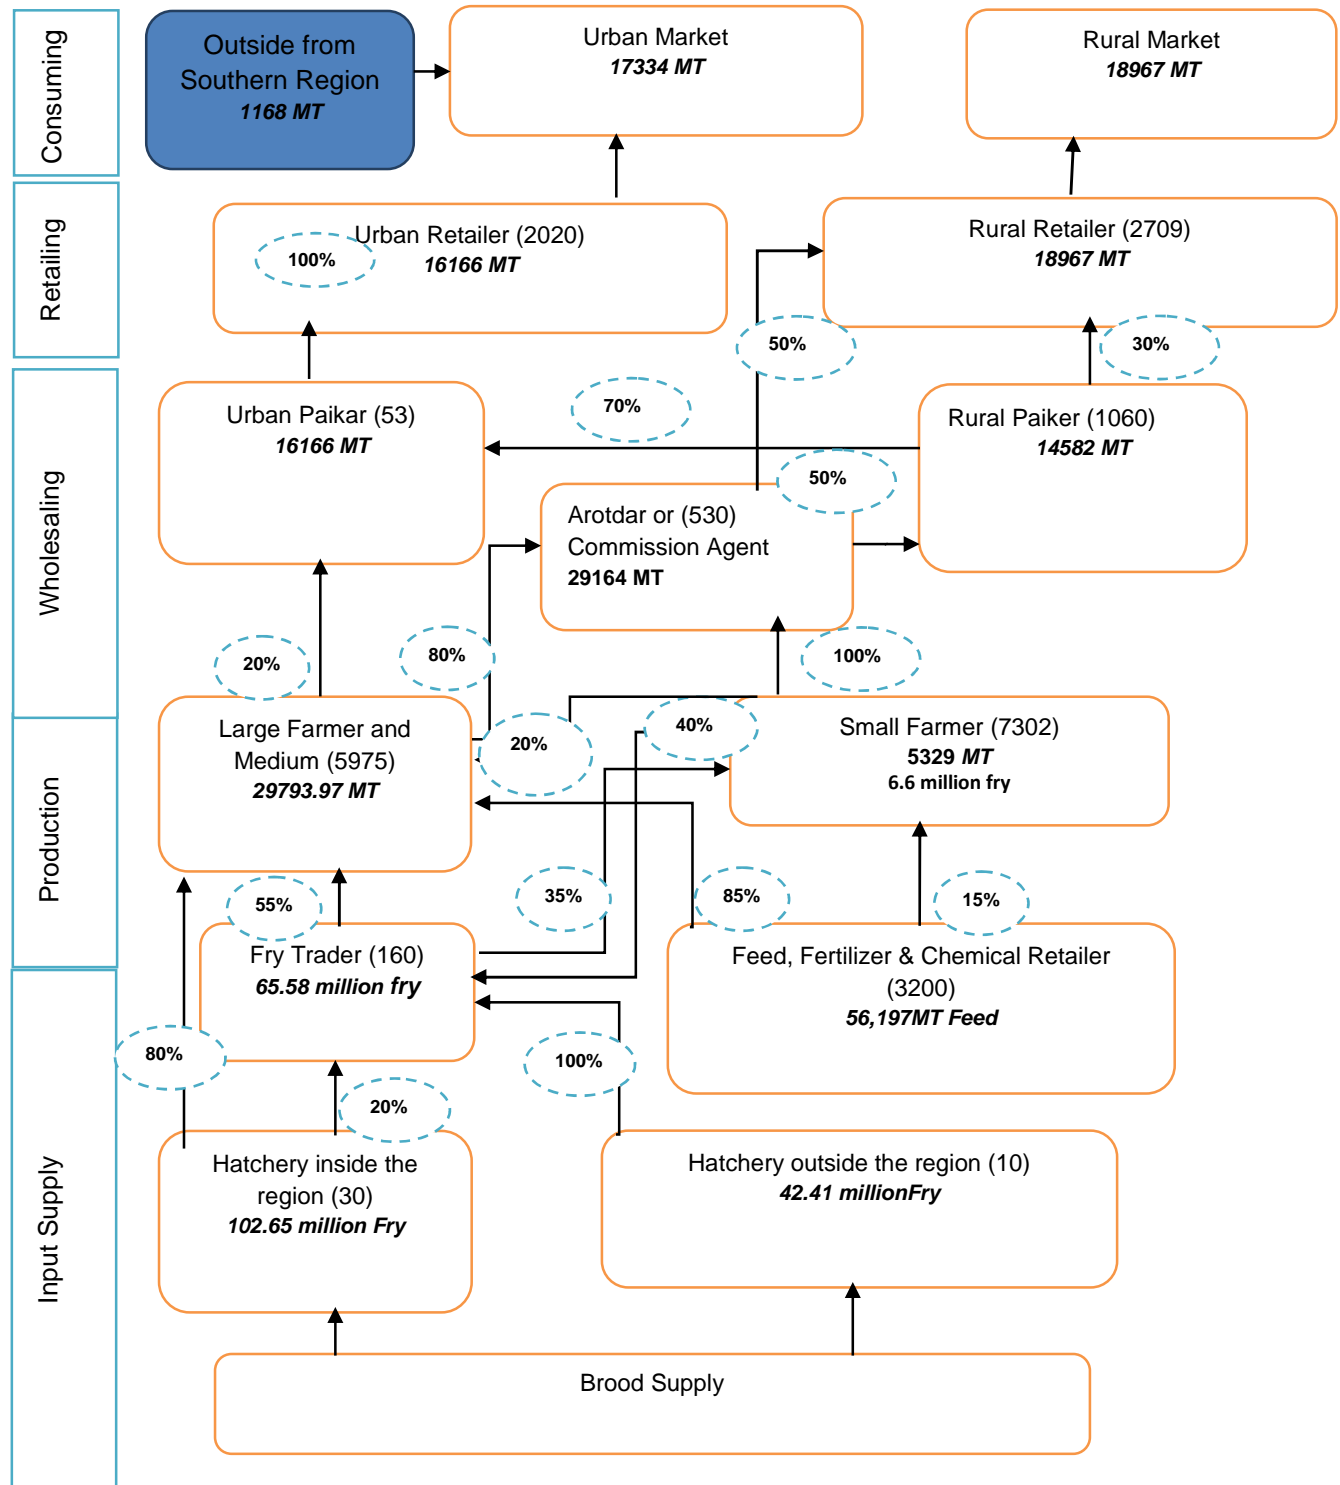 Consuming
Outside from
Southern Region
1168 MT
Urban Market
17334 MT
Rural Market
18967 MT
Retailing
Urban Retailer (2020)
16166 MT
100%
Rural Retailer (2709)
18967 MT
50%
30%
Wholesaling
Urban Paikar (53)
16166 MT
70%
Rural Paiker (1060)
14582 MT
50%
Arotdar or (530)
Commission Agent
29164 MT
20%
80%
100%
Production
Large Farmer and
Medium (5975)
29793.97 MT
20%
40%
Small Farmer (7302)
5329 MT
6.6 million fry
55%
35%
85%
15%
Fry Trader (160)
65.58 million fry
Feed, Fertilizer & Chemical Retailer
(3200)
56,197MT Feed
Input Supply
80%
20%
100%
Hatchery inside the
region (30)
102.65 million Fry
Hatchery outside the region (10)
42.41 millionFry
Brood Supply